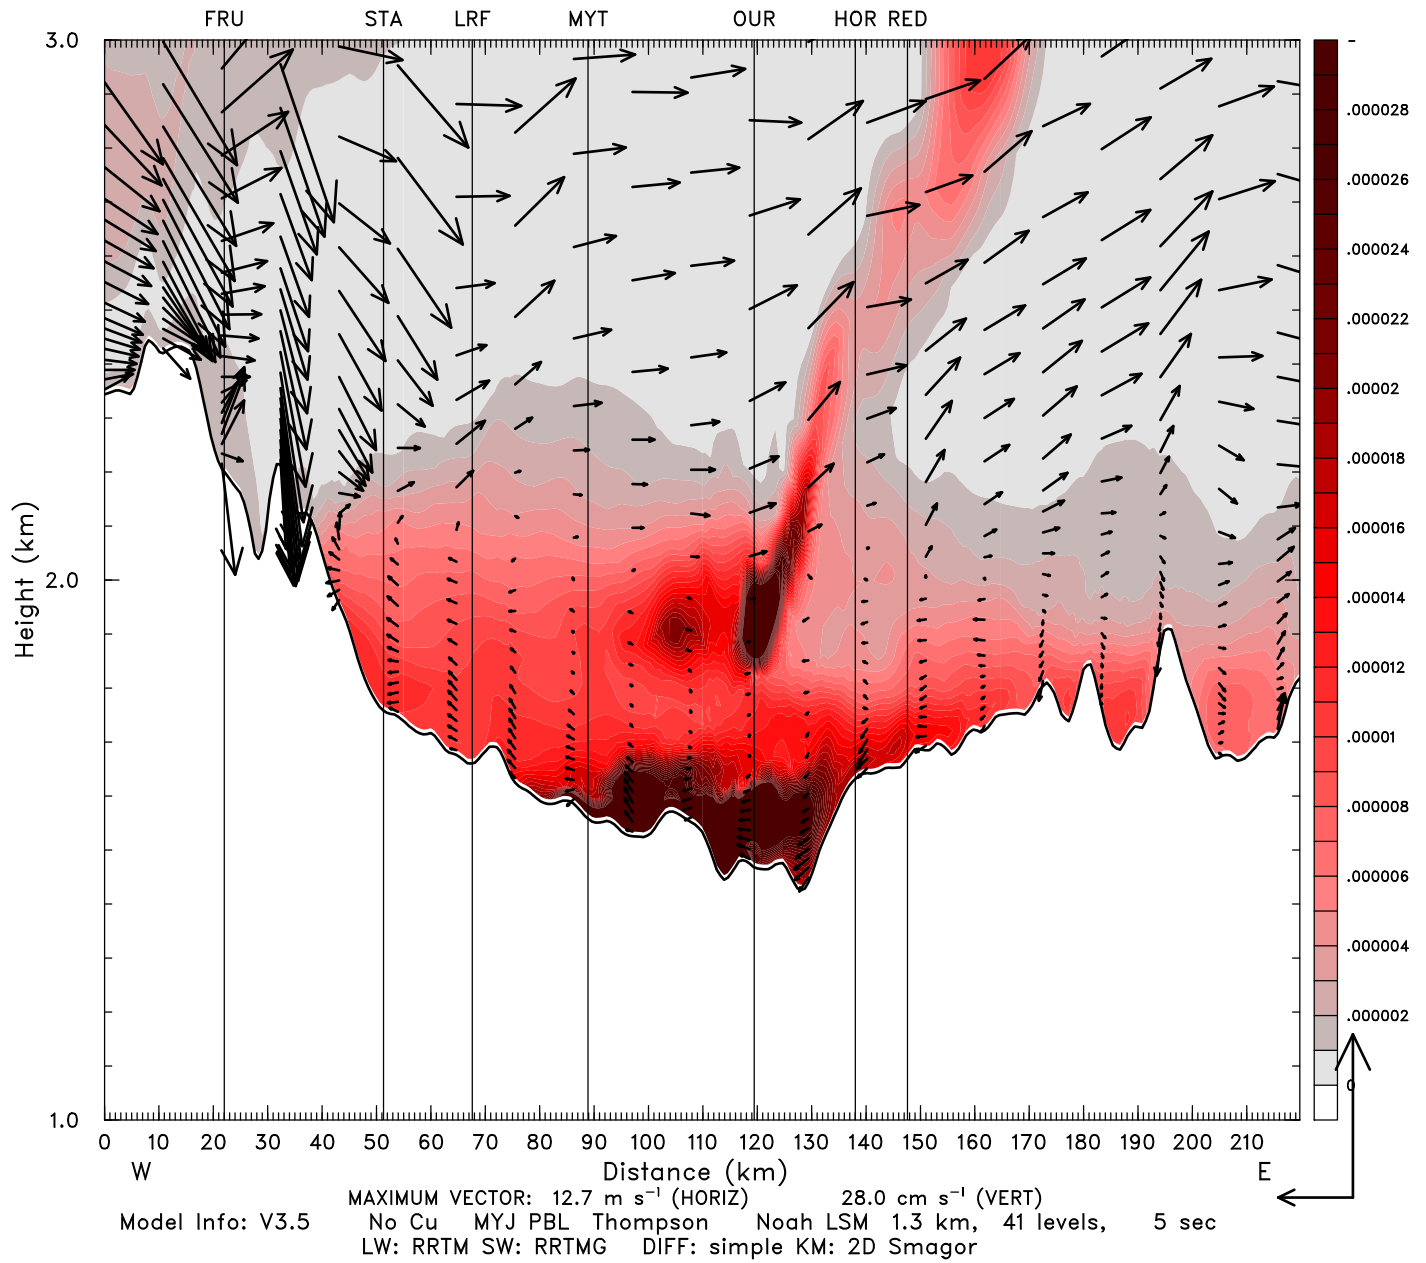 FRU STA LRF MYT OUR HOR RED
3.0
2.0
1.0
Height (km)
-
.000028
.000026
.000024
.000022
.00002
.000018
.000016
.000014
.000012
.00001
.000008
.000006
.000004
.000002
0
0 10 20 30 40 50 60 70 80 90 100 110 120 130 140 150 160 170 180 190 200 210
W Distance (km) E
MAXIMUM VECTOR: 12.7 m s⁻¹ (HORIZ) 28.0 cm s⁻¹ (VERT)
Model Info: V3.5 No Cu MYJ PBL Thompson Noah LSM 1.3 km, 41 levels, 5 sec
LW: RRTM SW: RRTMG DIFF: simple KM: 2D Smagor